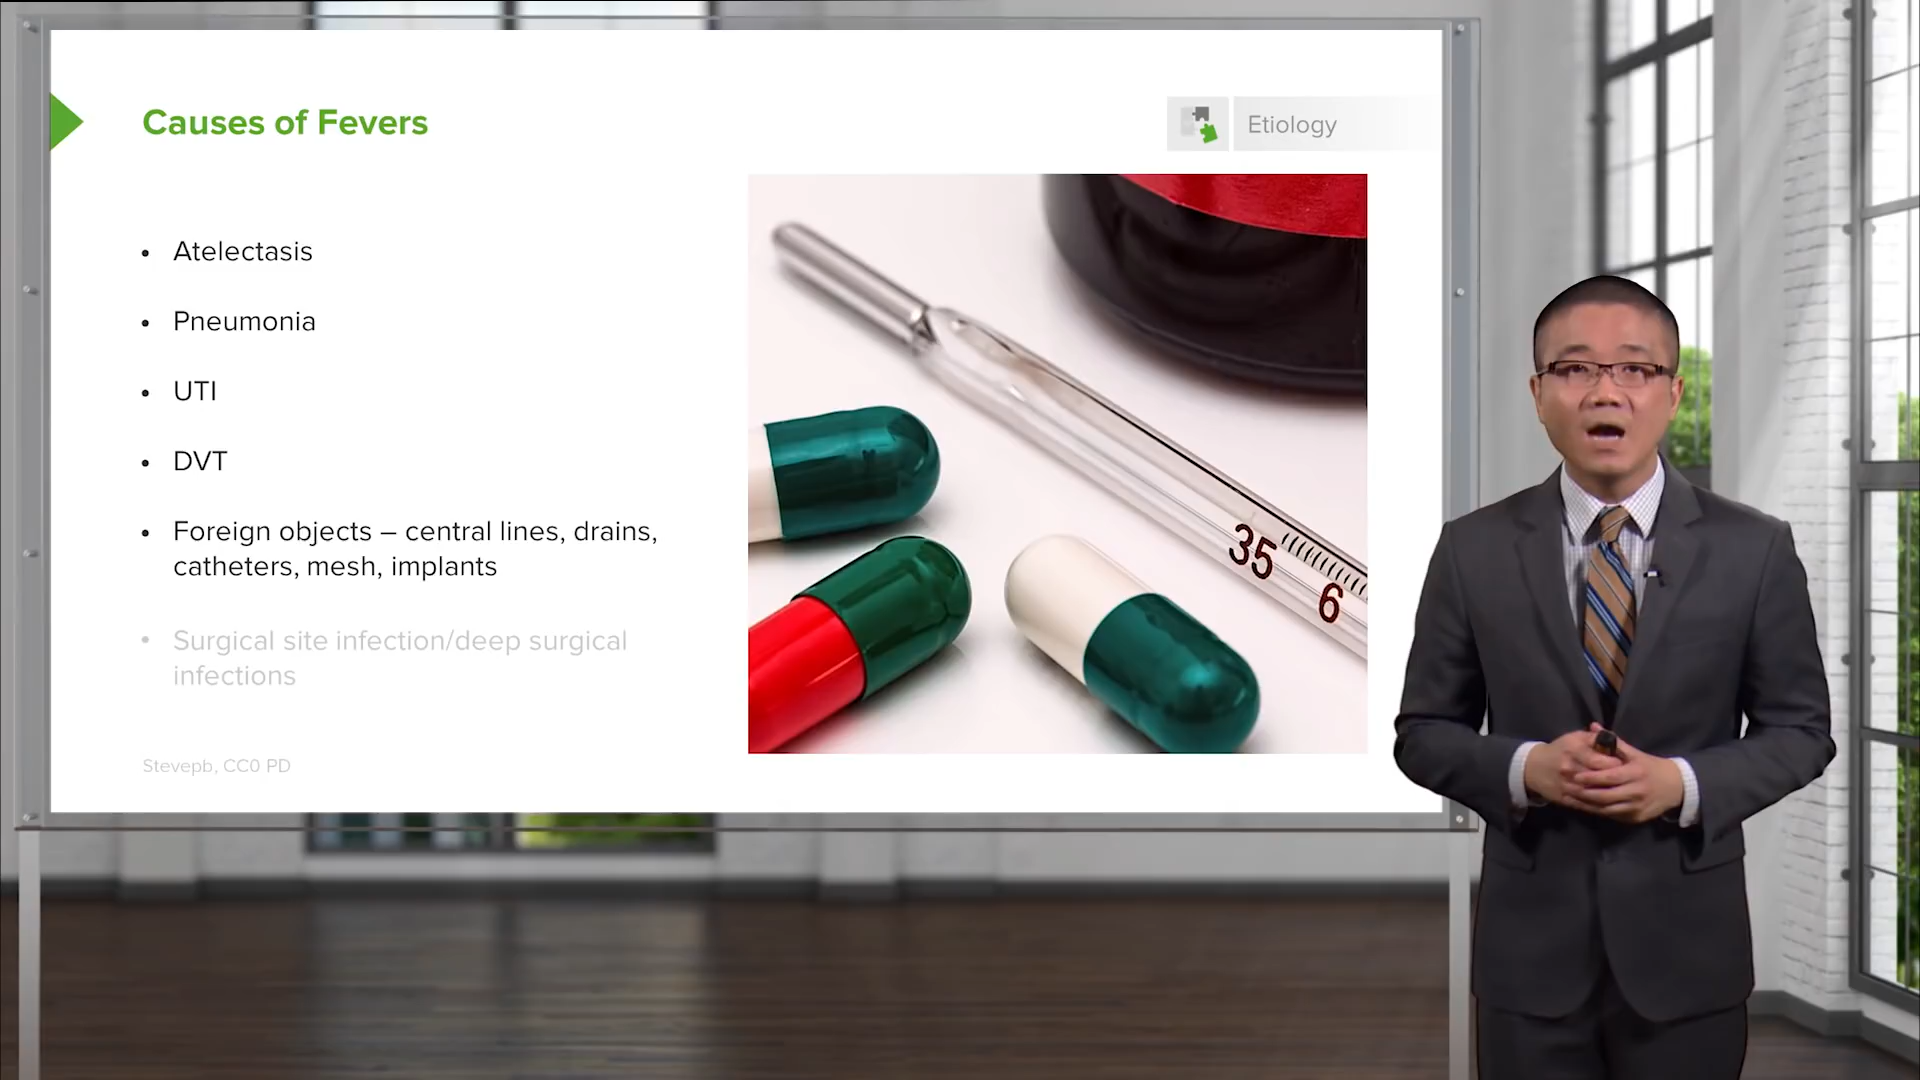 Causes of Fevers
Etiology
• Atelectasis
• Pneumonia
• UTI
• DVT
• Foreign objects – central lines, drains,
catheters, mesh, implants
• Surgical site infection/deep surgical
infections
Stevepb, CC0 PD
35
6